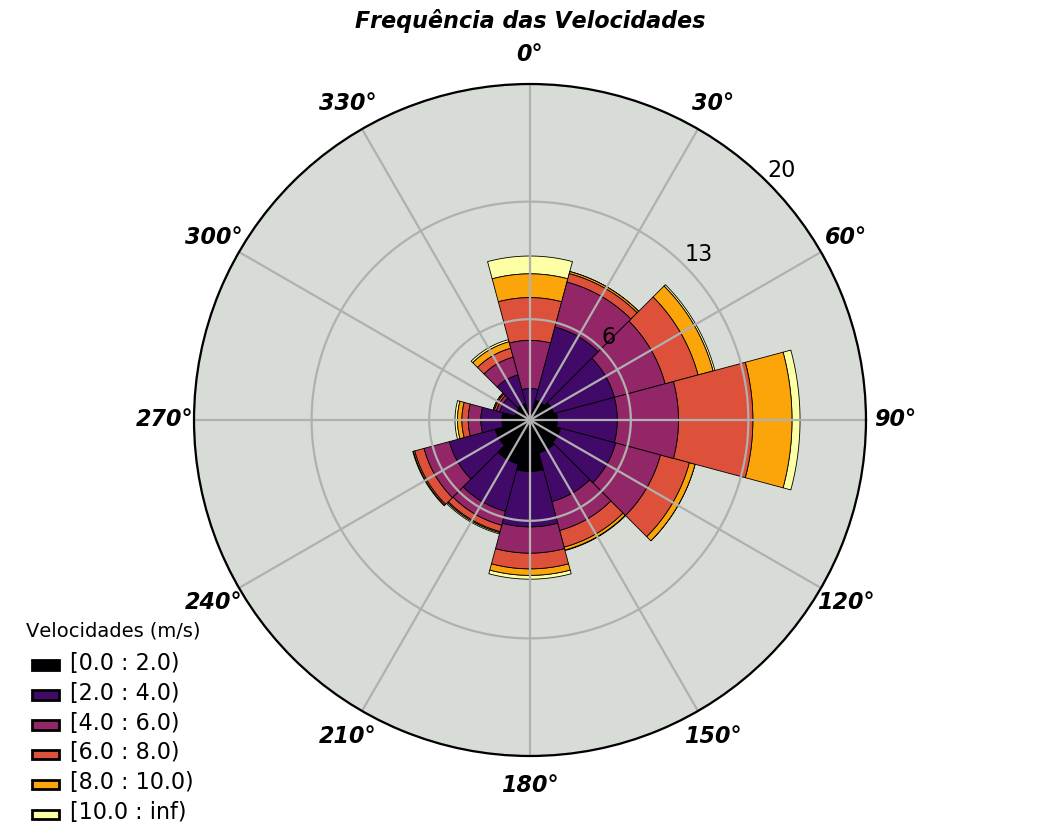 Frequência das Velocidades
0°
330°
30°
20
300°
60°
13
6
270°
90°
240°
120°
210°
150°
180°
Velocidades (m/s)
[0.0 : 2.0)
[2.0 : 4.0)
[4.0 : 6.0)
[6.0 : 8.0)
[8.0 : 10.0)
[10.0 : inf)